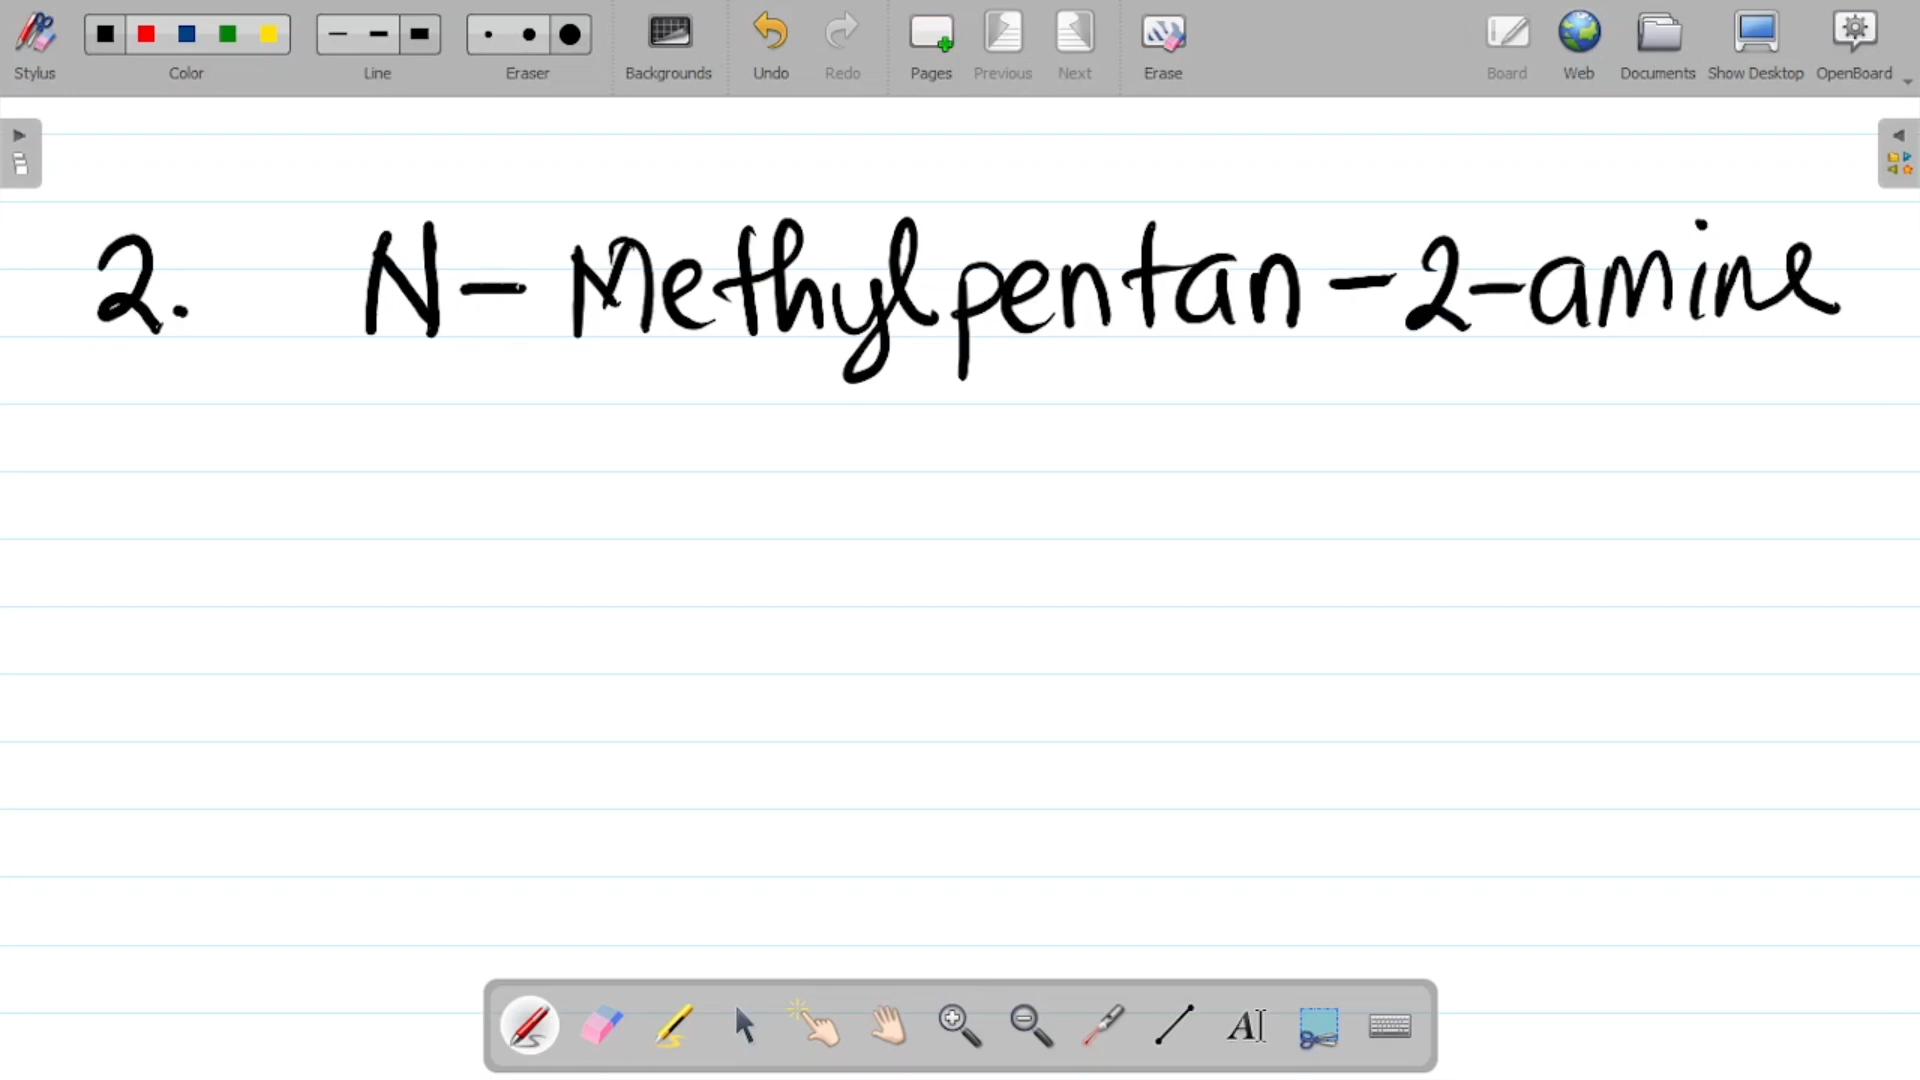 Stylus
Color
Line
Eraser
Backgrounds
Undo
Redo
Pages
Previous
Next
Erase
Board
Web
Documents
Show Desktop
OpenBoard
2. N-Methylpentan-2-amine